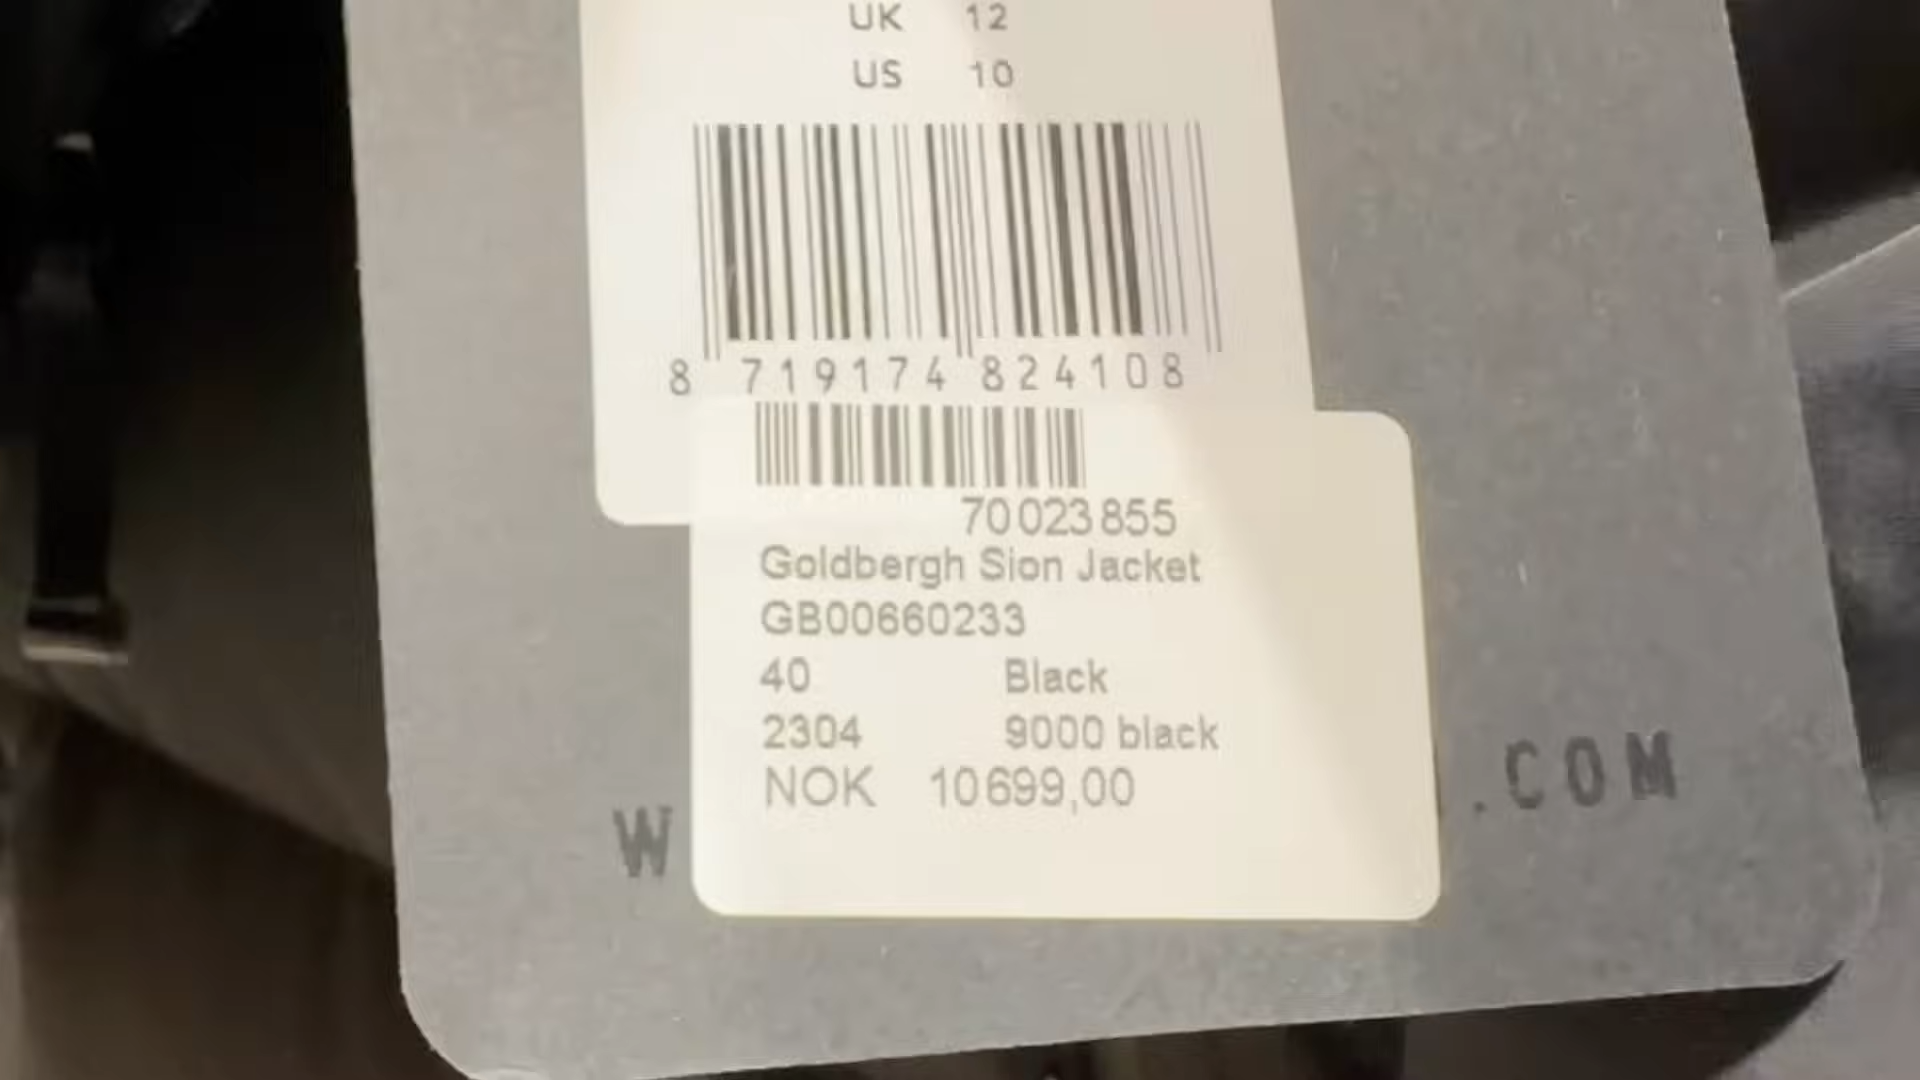 UK 12
US 10
8 719174 824108
70023855
Goldbergh Sion Jacket
GB00660233
40 Black
2304 9000 black
NOK 10699,00
W .COM